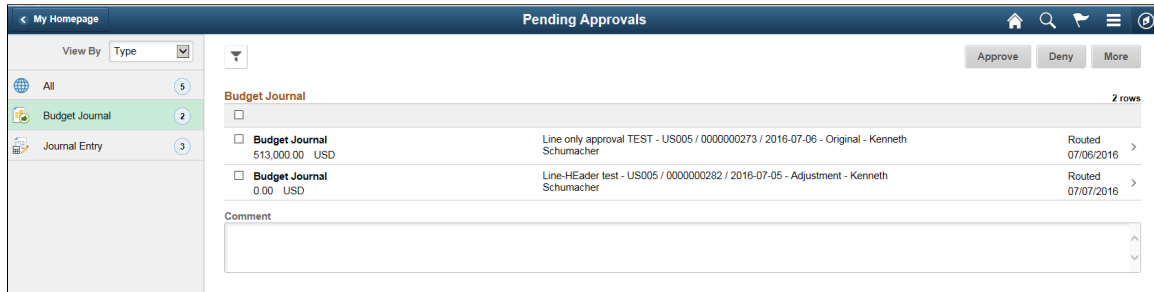 My Homepage
Pending Approvals
View By Type
Approve Deny More
All 5
Budget Journal 2
Journal Entry 3
Budget Journal
2 rows
Budget Journal
513,000.00 USD
Line only approval TEST - US005 / 0000000273 / 2016-07-06 - Original - Kenneth
Schumacher
Routed
07/06/2016
Budget Journal
0.00 USD
Line-HEader test - US005 / 0000000282 / 2016-07-05 - Adjustment - Kenneth
Schumacher
Routed
07/07/2016
Comment